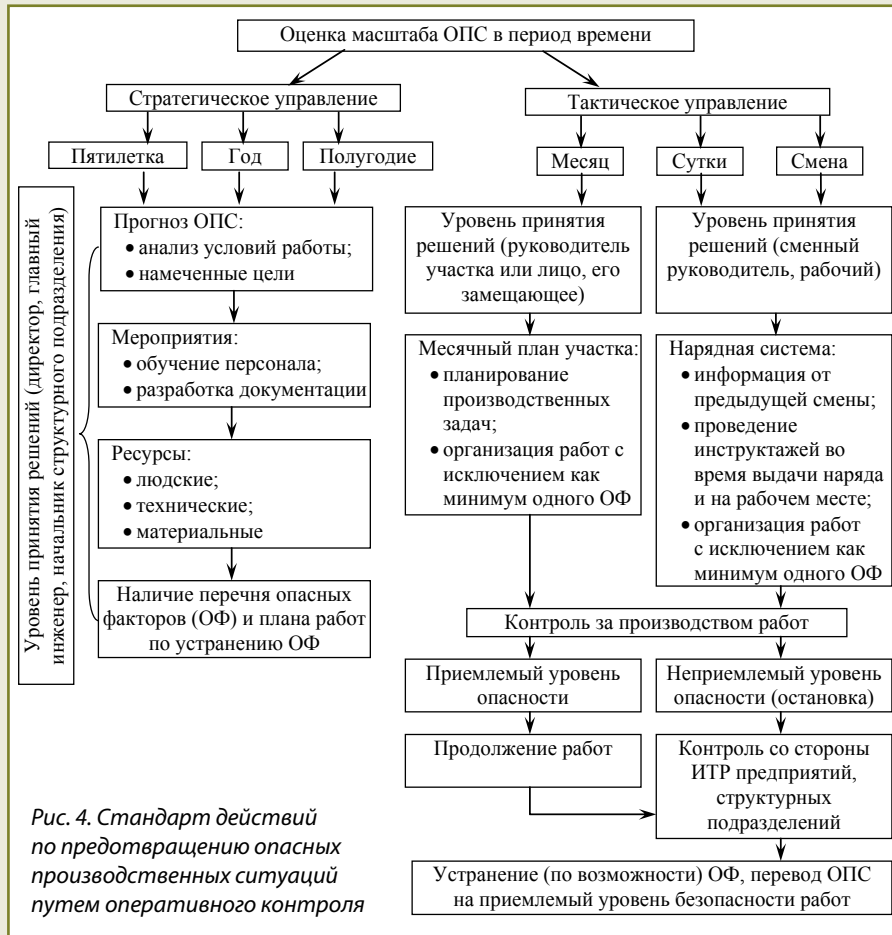 Оценка масштаба ОПС в период времени
Стратегическое управление
Тактическое управление
Пятилетка
Год
Полугодие
Месяц
Сутки
Смена
Уровень принятия решений (директор, главный
инженер, начальник структурного подразделения)
Прогноз ОПС:
• анализ условий работы;
• намеченные цели
Мероприятия:
• обучение персонала;
• разработка документации
Ресурсы:
• людские;
• технические;
• материальные
Наличие перечня опасных
факторов (ОФ) и плана работ
по устранению ОФ
Уровень принятия
решений (руководитель
участка или лицо, его
замещающее)
Месячный план участка:
• планирование
производственных
задач;
• организация работ с
исключением как
минимум одного ОФ
Уровень принятия
решений (сменный
руководитель, рабочий)
Нарядная система:
• информация от
предыдущей смены;
• проведение
инструктажей во
время выдачи наряда
и на рабочем месте;
• организация работ
с исключением как
минимум одного ОФ
Контроль за производством работ
Приемлемый уровень
опасности
Неприемлемый уровень
опасности (остановка)
Продолжение работ
Контроль со стороны
ИТР предприятий,
структурных
подразделений
Устранение (по возможности) ОФ, перевод ОПС
на приемлемый уровень безопасности работ
Рис. 4. Стандарт действий
по предотвращению опасных
производственных ситуаций
путем оперативного контроля